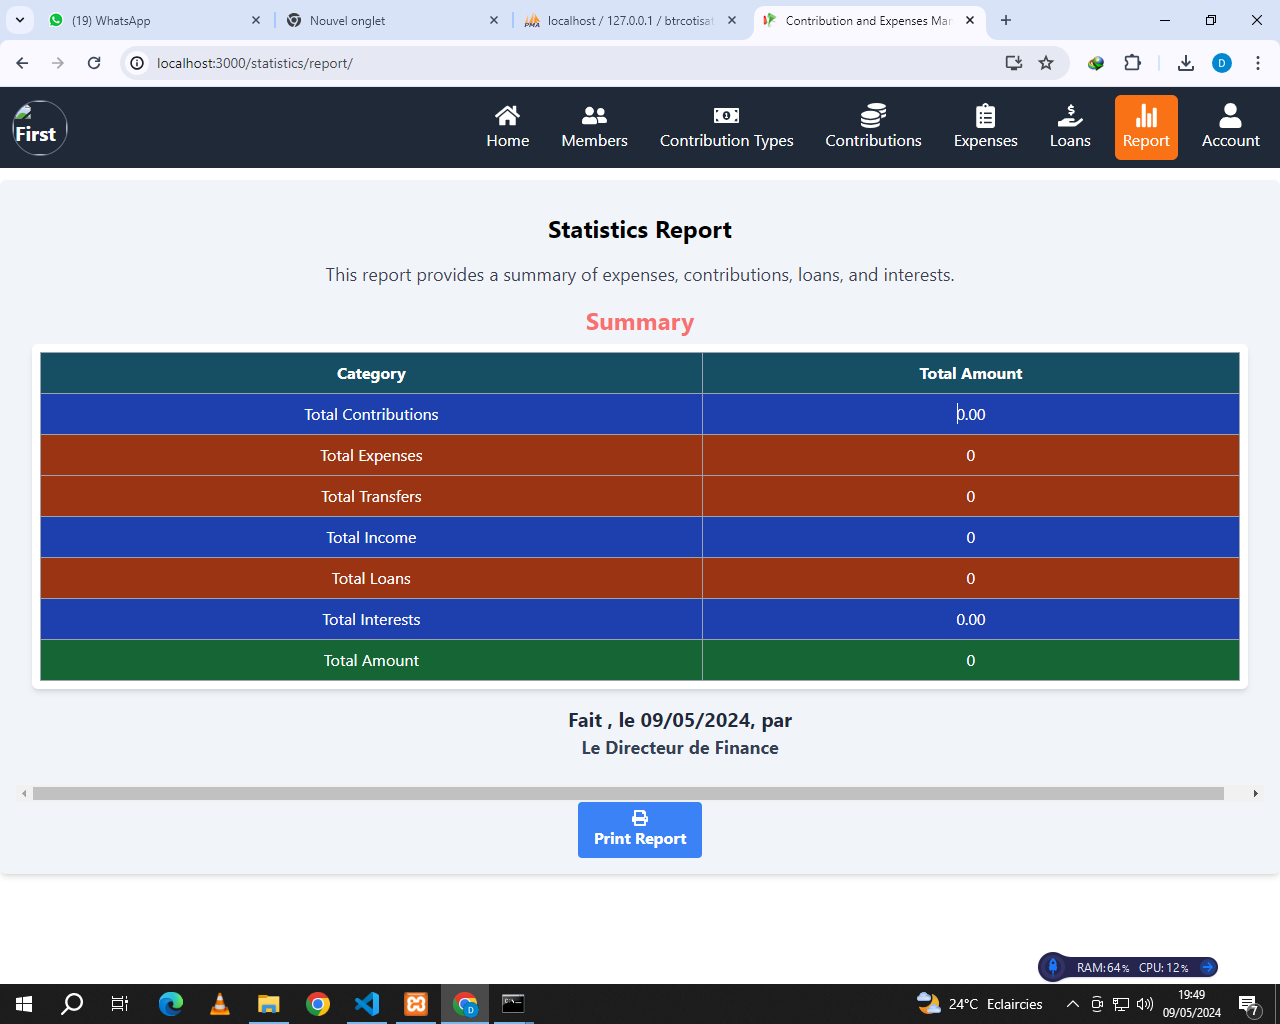 (19) WhatsApp
Nouvel onglet
localhost / 127.0.0.1 / btrcotisat
Contribution and Expenses Man
localhost:3000/statistics/report/
D
First
Home
Members
Contribution Types
Contributions
Expenses
Loans
Report
Account
Statistics Report
This report provides a summary of expenses, contributions, loans, and interests.
Summary
Category Total Amount
Total Contributions 0.00
Total Expenses 0
Total Transfers 0
Total Income 0
Total Loans 0
Total Interests 0.00
Total Amount 0
Fait , le 09/05/2024, par
Le Directeur de Finance
Print Report
RAM: 64% CPU: 12%
24°C Eclaircies
19:49
09/05/2024
7